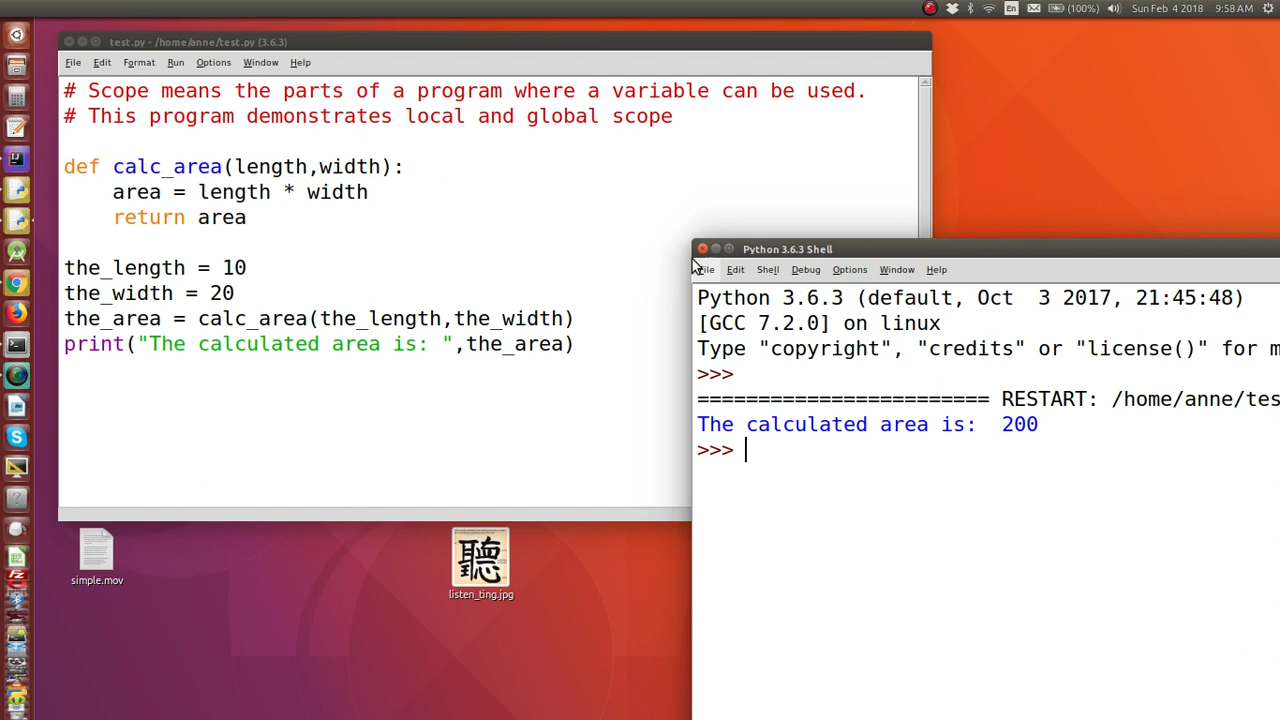 En (100%) Sun Feb 4 2018 9:58 AM
test.py - /home/anne/test.py (3.6.3)
File Edit Format Run Options Window Help
# Scope means the parts of a program where a variable can be used.
# This program demonstrates local and global scope
def calc_area(length,width):
    area = length * width
    return area
the_length = 10
the_width = 20
the_area = calc_area(the_length,the_width)
print("The calculated area is: ",the_area)
Python 3.6.3 Shell
File Edit Shell Debug Options Window Help
Python 3.6.3 (default, Oct  3 2017, 21:45:48)
[GCC 7.2.0] on linux
Type "copyright", "credits" or "license()" for m
>>>
======================== RESTART: /home/anne/tes
The calculated area is:  200
>>>
simple.mov
聽
listen_ting.jpg